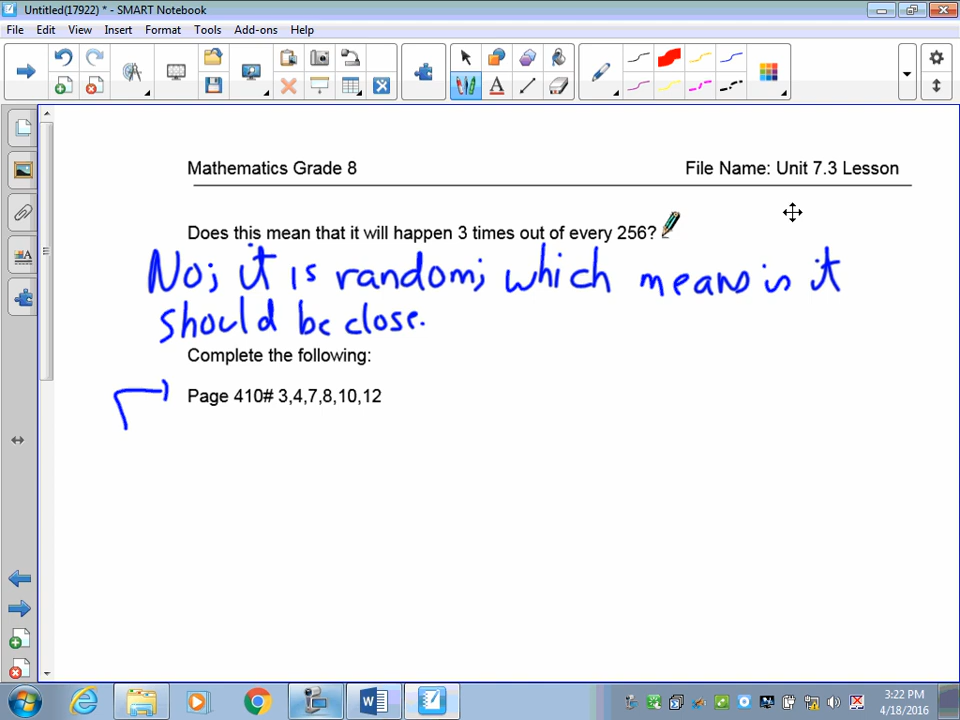 Untitled(17922) * - SMART Notebook
File Edit View Insert Format Tools Add-ons Help
Mathematics Grade 8 File Name: Unit 7.3 Lesson
Does this mean that it will happen 3 times out of every 256?
No; it is random; which means is it
should be close.
Complete the following:
Page 410# 3,4,7,8,10,12
3:22 PM
4/18/2016